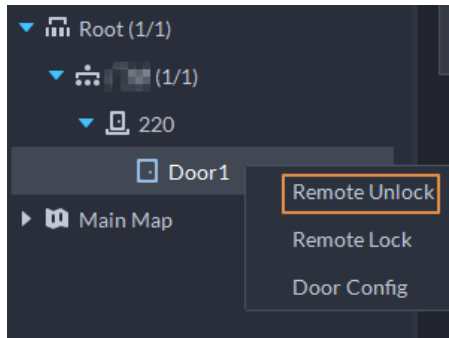 Root (1/1)
(1/1)
220
Door1
Remote Unlock
Main Map
Remote Lock
Door Config